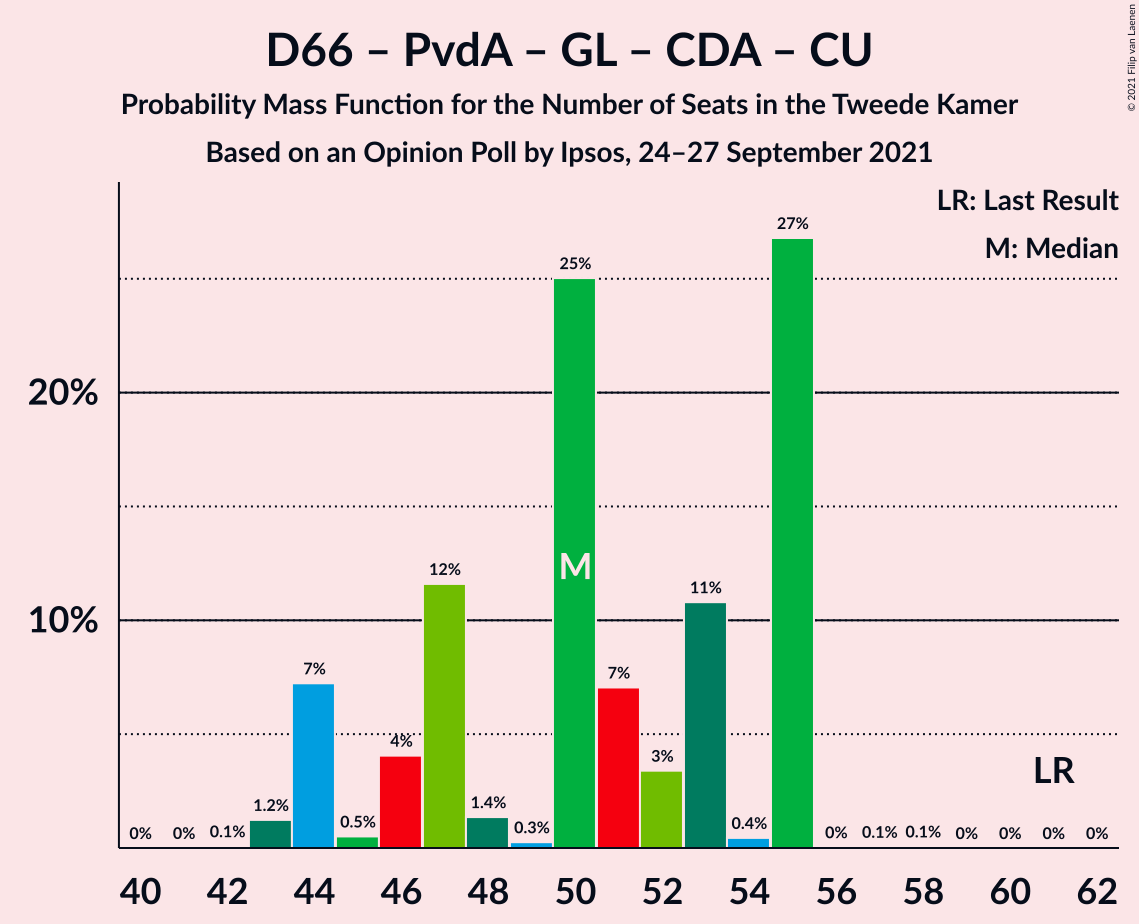 D66 – PvdA – GL – CDA – CU
Probability Mass Function for the Number of Seats in the Tweede Kamer
Based on an Opinion Poll by Ipsos, 24–27 September 2021
© 2021 Filip van Laenen
LR: Last Result
M: Median
20%
10%
0%
0%
0.1%
1.2%
7%
0.5%
4%
12%
1.4%
0.3%
25%
M
7%
3%
11%
0.4%
27%
0%
0.1%
0.1%
0%
0%
0%
0%
LR
40 42 44 46 48 50 52 54 56 58 60 62